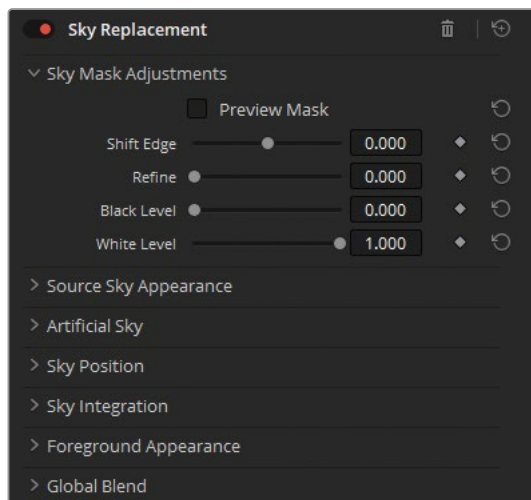 Sky Replacement
Sky Mask Adjustments
Preview Mask
Shift Edge 0.000
Refine 0.000
Black Level 0.000
White Level 1.000
Source Sky Appearance
Artificial Sky
Sky Position
Sky Integration
Foreground Appearance
Global Blend